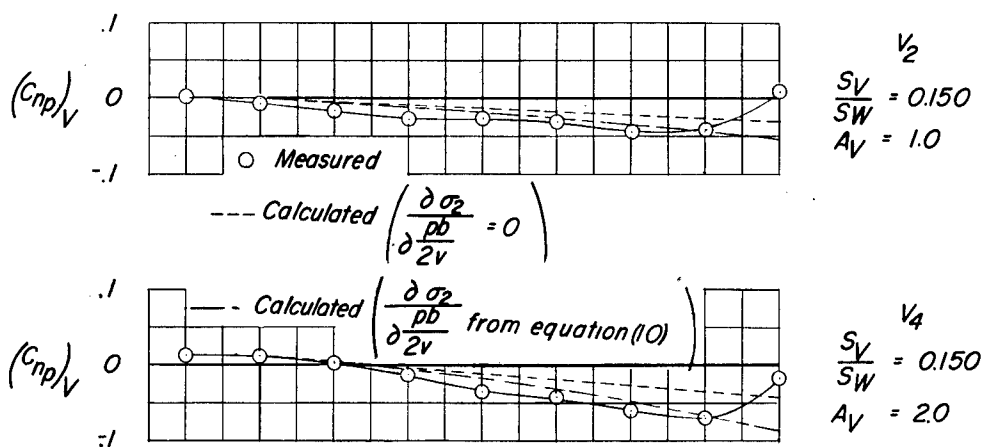 .1
(Cnp)V 0
-.1
V2
SV/SW = 0.150
AV = 1.0
○ Measured
--- Calculated (∂σ2/∂ pb/2v = 0)
— - Calculated (∂σ2/∂ pb/2v from equation (10))
.1
(Cnp)V 0
-.1
V4
SV/SW = 0.150
AV = 2.0